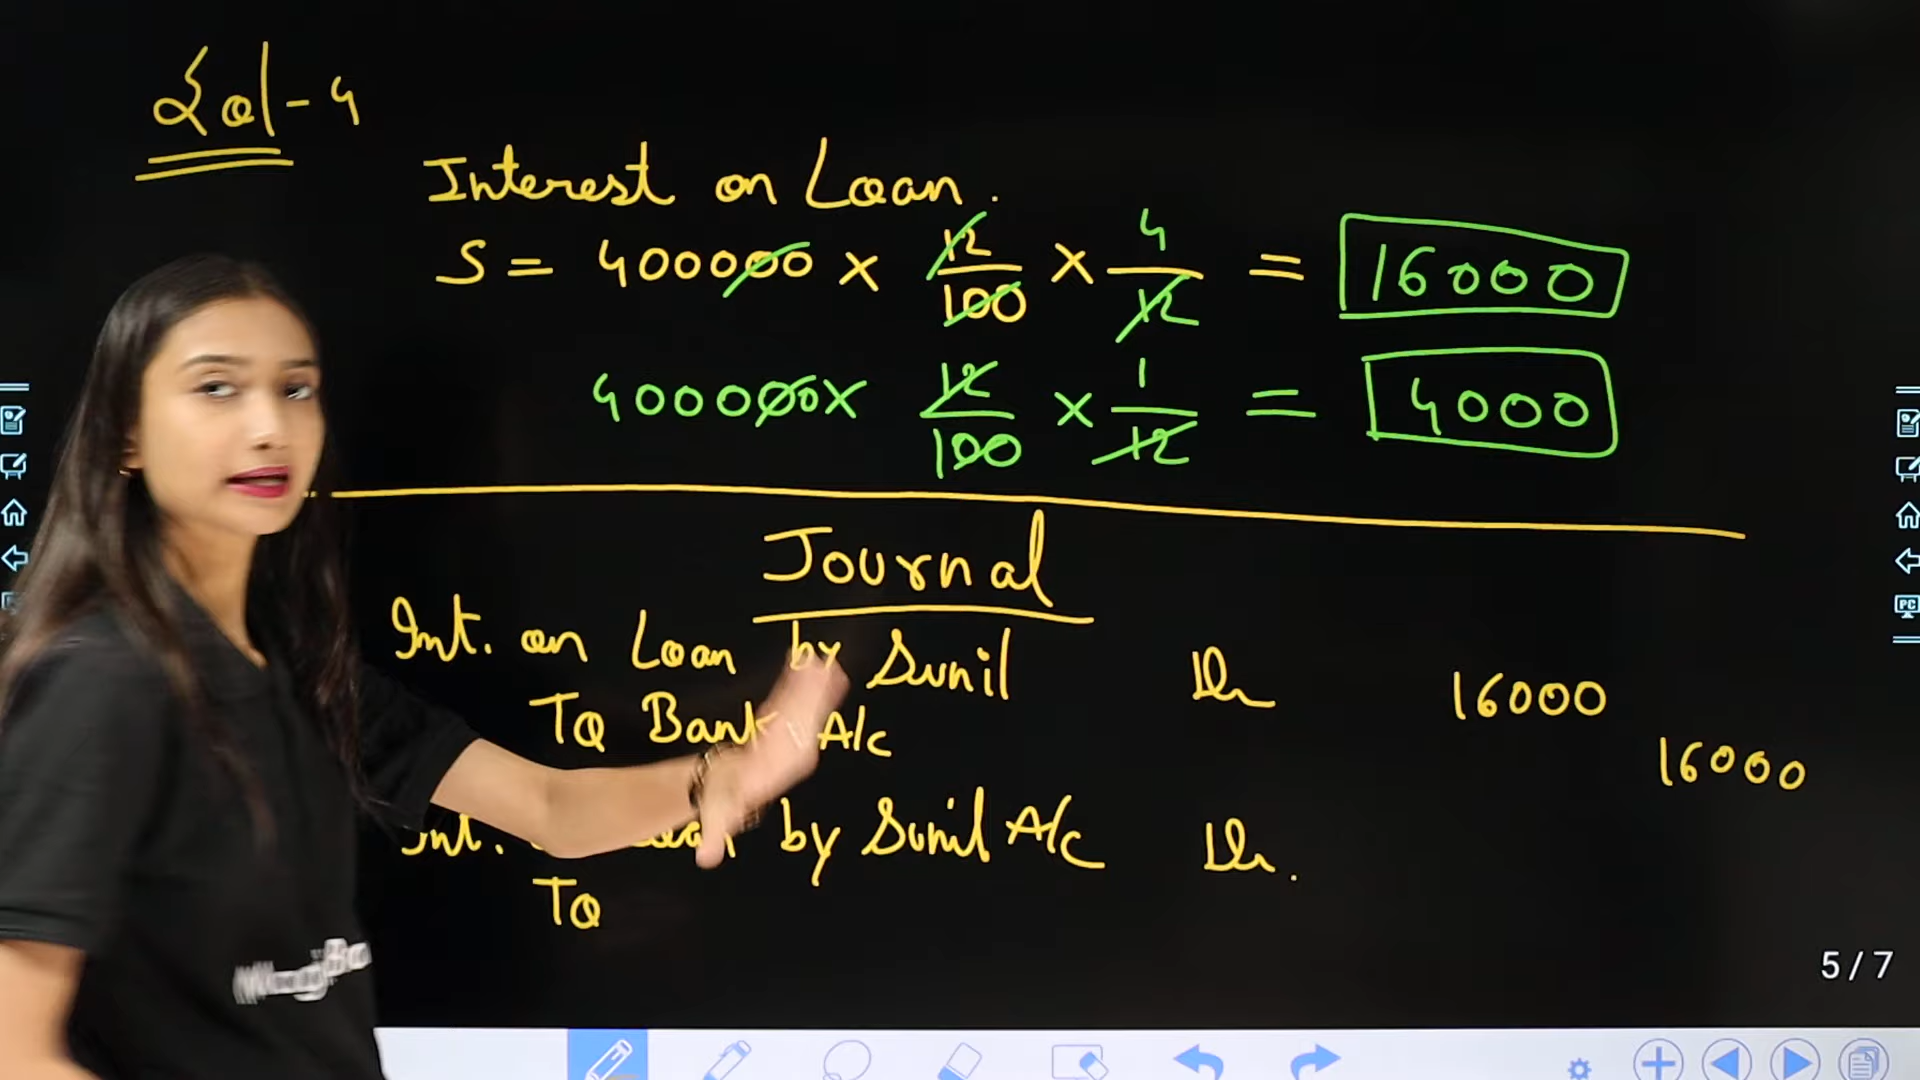 Sol-4
Interest on Loan.
S = 400000 × 12/100 × 4/12 = 16000
400000 × 12/100 × 1/12 = 4000
Journal
Int. on Loan by Sunil Dr 16000
To Bank A/c 16000
Int. by Sunil A/c Dr.
To
5/7
PC